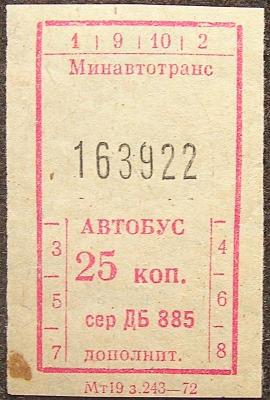 1 | 9 | 10 | 2
Минавтотранс
163922
АВТОБУС
25 коп.
3
5
7
4
6
8
сер ДБ 885
дополнит.
Мт19 з.243—72